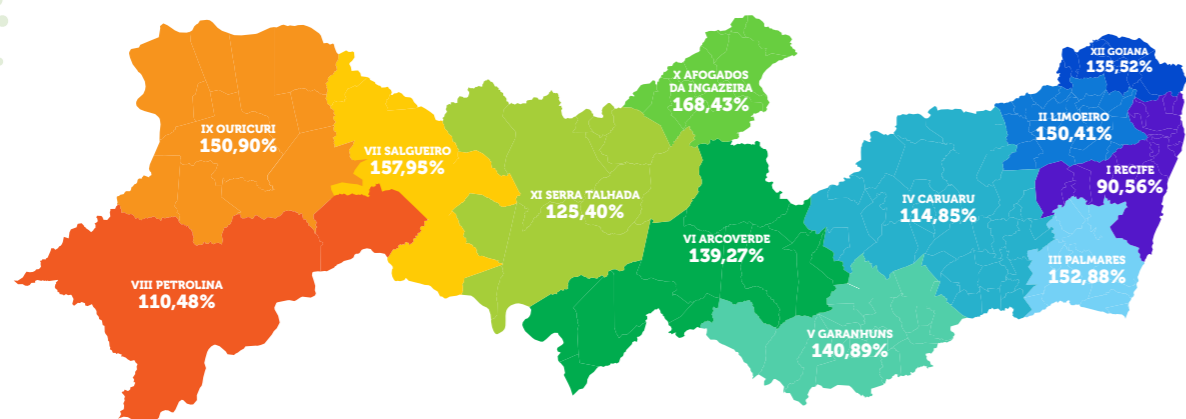 XII GOIANA
135,52%
X AFOGADOS
DA INGAZEIRA
168,43%
II LIMOEIRO
150,41%
IX OURICURI
150,90%
VII SALGUEIRO
157,95%
I RECIFE
90,56%
XI SERRA TALHADA
125,40%
IV CARUARU
114,85%
VI ARCOVERDE
139,27%
III PALMARES
152,88%
VIII PETROLINA
110,48%
V GARANHUNS
140,89%